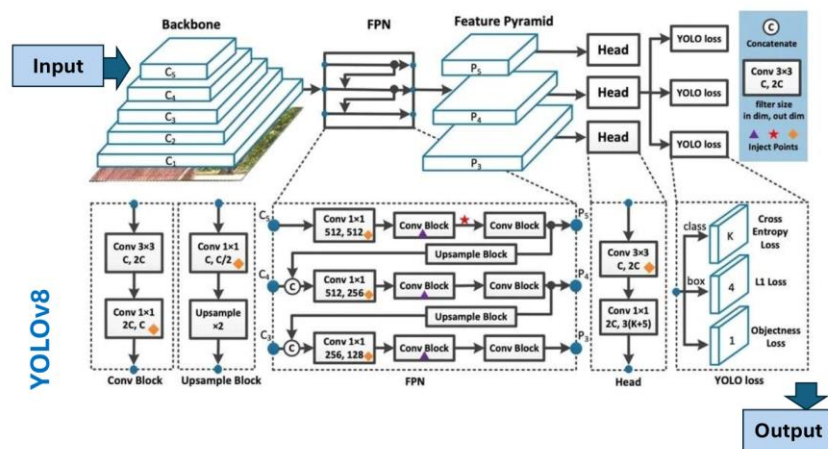 Backbone
FPN
Feature Pyramid
Input
C5
C4
C3
C2
C1
P5
P4
P3
Head
Head
Head
YOLO loss
YOLO loss
YOLO loss
C
Concatenate
Conv 3×3
C, 2C
filter size
in dim, out dim
Inject Points
YOLOv8
Conv 3×3
C, 2C
Conv 1×1
2C, C
Conv Block
Conv 1×1
C, C/2
Upsample
×2
Upsample Block
C5
Conv 1×1
512, 512
Conv Block
Conv Block
P5
Upsample Block
C4
C
Conv 1×1
512, 256
Conv Block
Conv Block
P4
Upsample Block
C3
C
Conv 1×1
256, 128
Conv Block
Conv Block
P3
FPN
Conv 3×3
C, 2C
Conv 1×1
2C, 3(K+5)
Head
class
K
Cross
Entropy
Loss
box
4
L1 Loss
1
Objectness
Loss
YOLO loss
Output